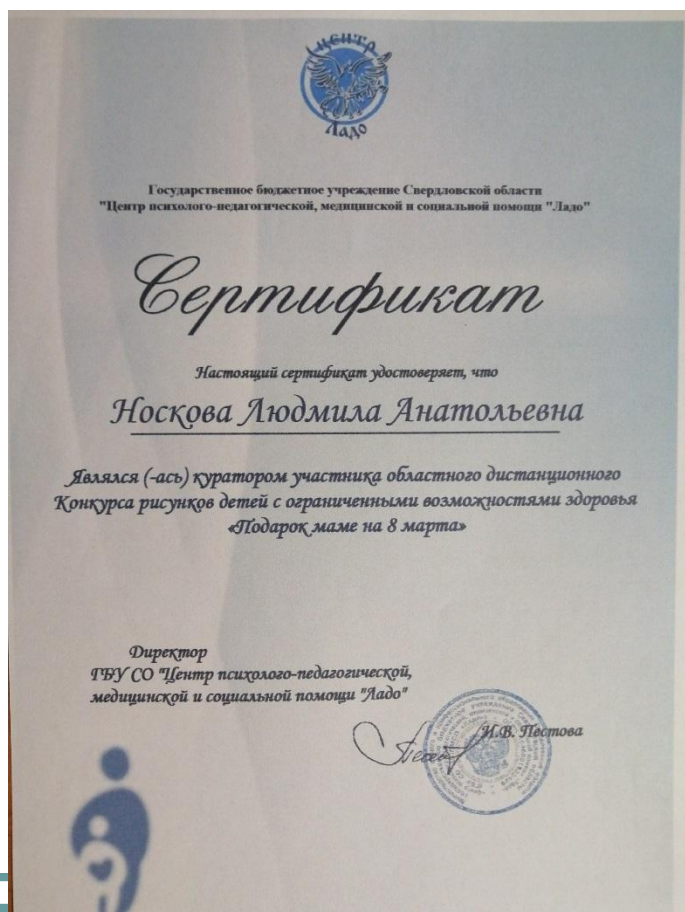 Центр
Ладо
Государственное бюджетное учреждение Свердловской области
"Центр психолого-педагогической, медицинской и социальной помощи "Ладо"
Сертификат
Настоящий сертификат удостоверяет, что
Носкова Людмила Анатольевна
Являлся (-ась) куратором участника областного дистанционного
Конкурса рисунков детей с ограниченными возможностями здоровья
«Подарок маме на 8 марта»
Директор
ГБУ СО "Центр психолого-педагогической,
медицинской и социальной помощи "Ладо"
И.В. Пестова